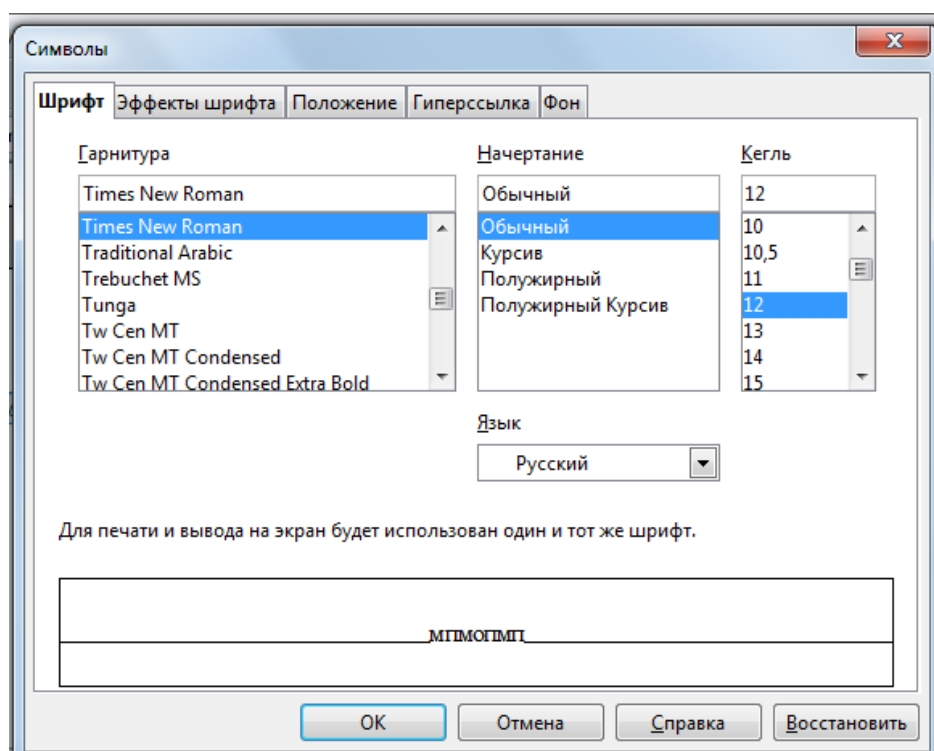 Символы
Шрифт Эффекты шрифта Положение Гиперссылка Фон
Гарнитура Начертание Кегль
Times New Roman Обычный 12
Times New Roman Обычный 10
Traditional Arabic Курсив 10,5
Trebuchet MS Полужирный 11
Tunga Полужирный Курсив 12
Tw Cen MT 13
Tw Cen MT Condensed 14
Tw Cen MT Condensed Extra Bold 15
Язык
Русский
Для печати и вывода на экран будет использован один и тот же шрифт.
мпмопмп
ОК Отмена Справка Восстановить